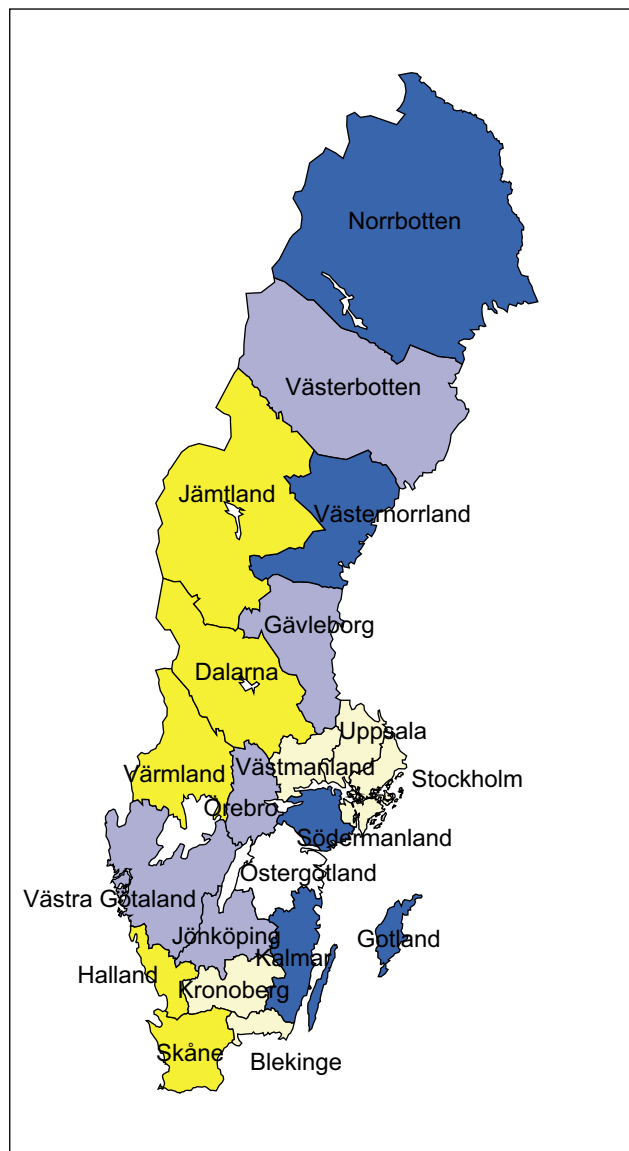 Norrbotten
Västerbotten
Jämtland
Västernorrland
Gävleborg
Dalarna
Uppsala
Värmland
Västmanland
Stockholm
Örebro
Södermanland
Östergötland
Västra Götaland
Jönköping
Gotland
Kalmar
Halland
Kronoberg
Skåne
Blekinge